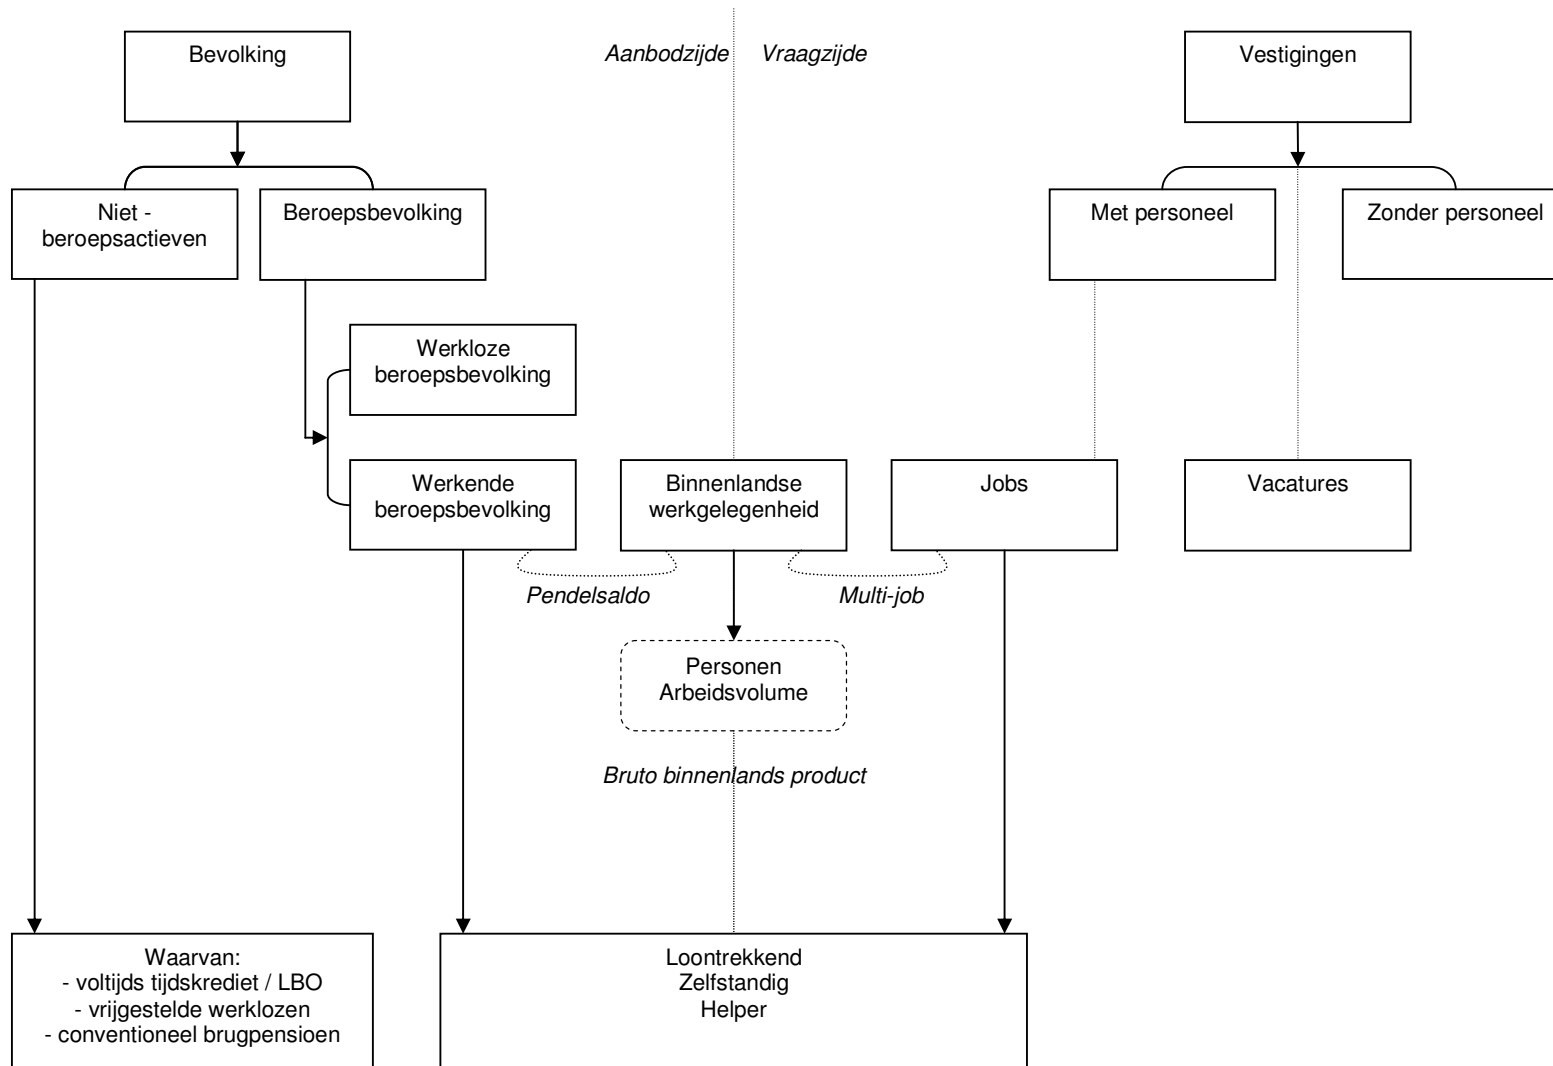 Bevolking
Aanbodzijde
Vraagzijde
Vestigingen
Niet -
beroepsactieven
Beroepsbevolking
Met personeel
Zonder personeel
Werkloze
beroepsbevolking
Werkende
beroepsbevolking
Binnenlandse
werkgelegenheid
Jobs
Vacatures
Pendelsaldo
Multi-job
Personen
Arbeidsvolume
Bruto binnenlands product
Waarvan:
- voltijds tijdskrediet / LBO
- vrijgestelde werklozen
- conventioneel brugpensioen
Loontrekkend
Zelfstandig
Helper